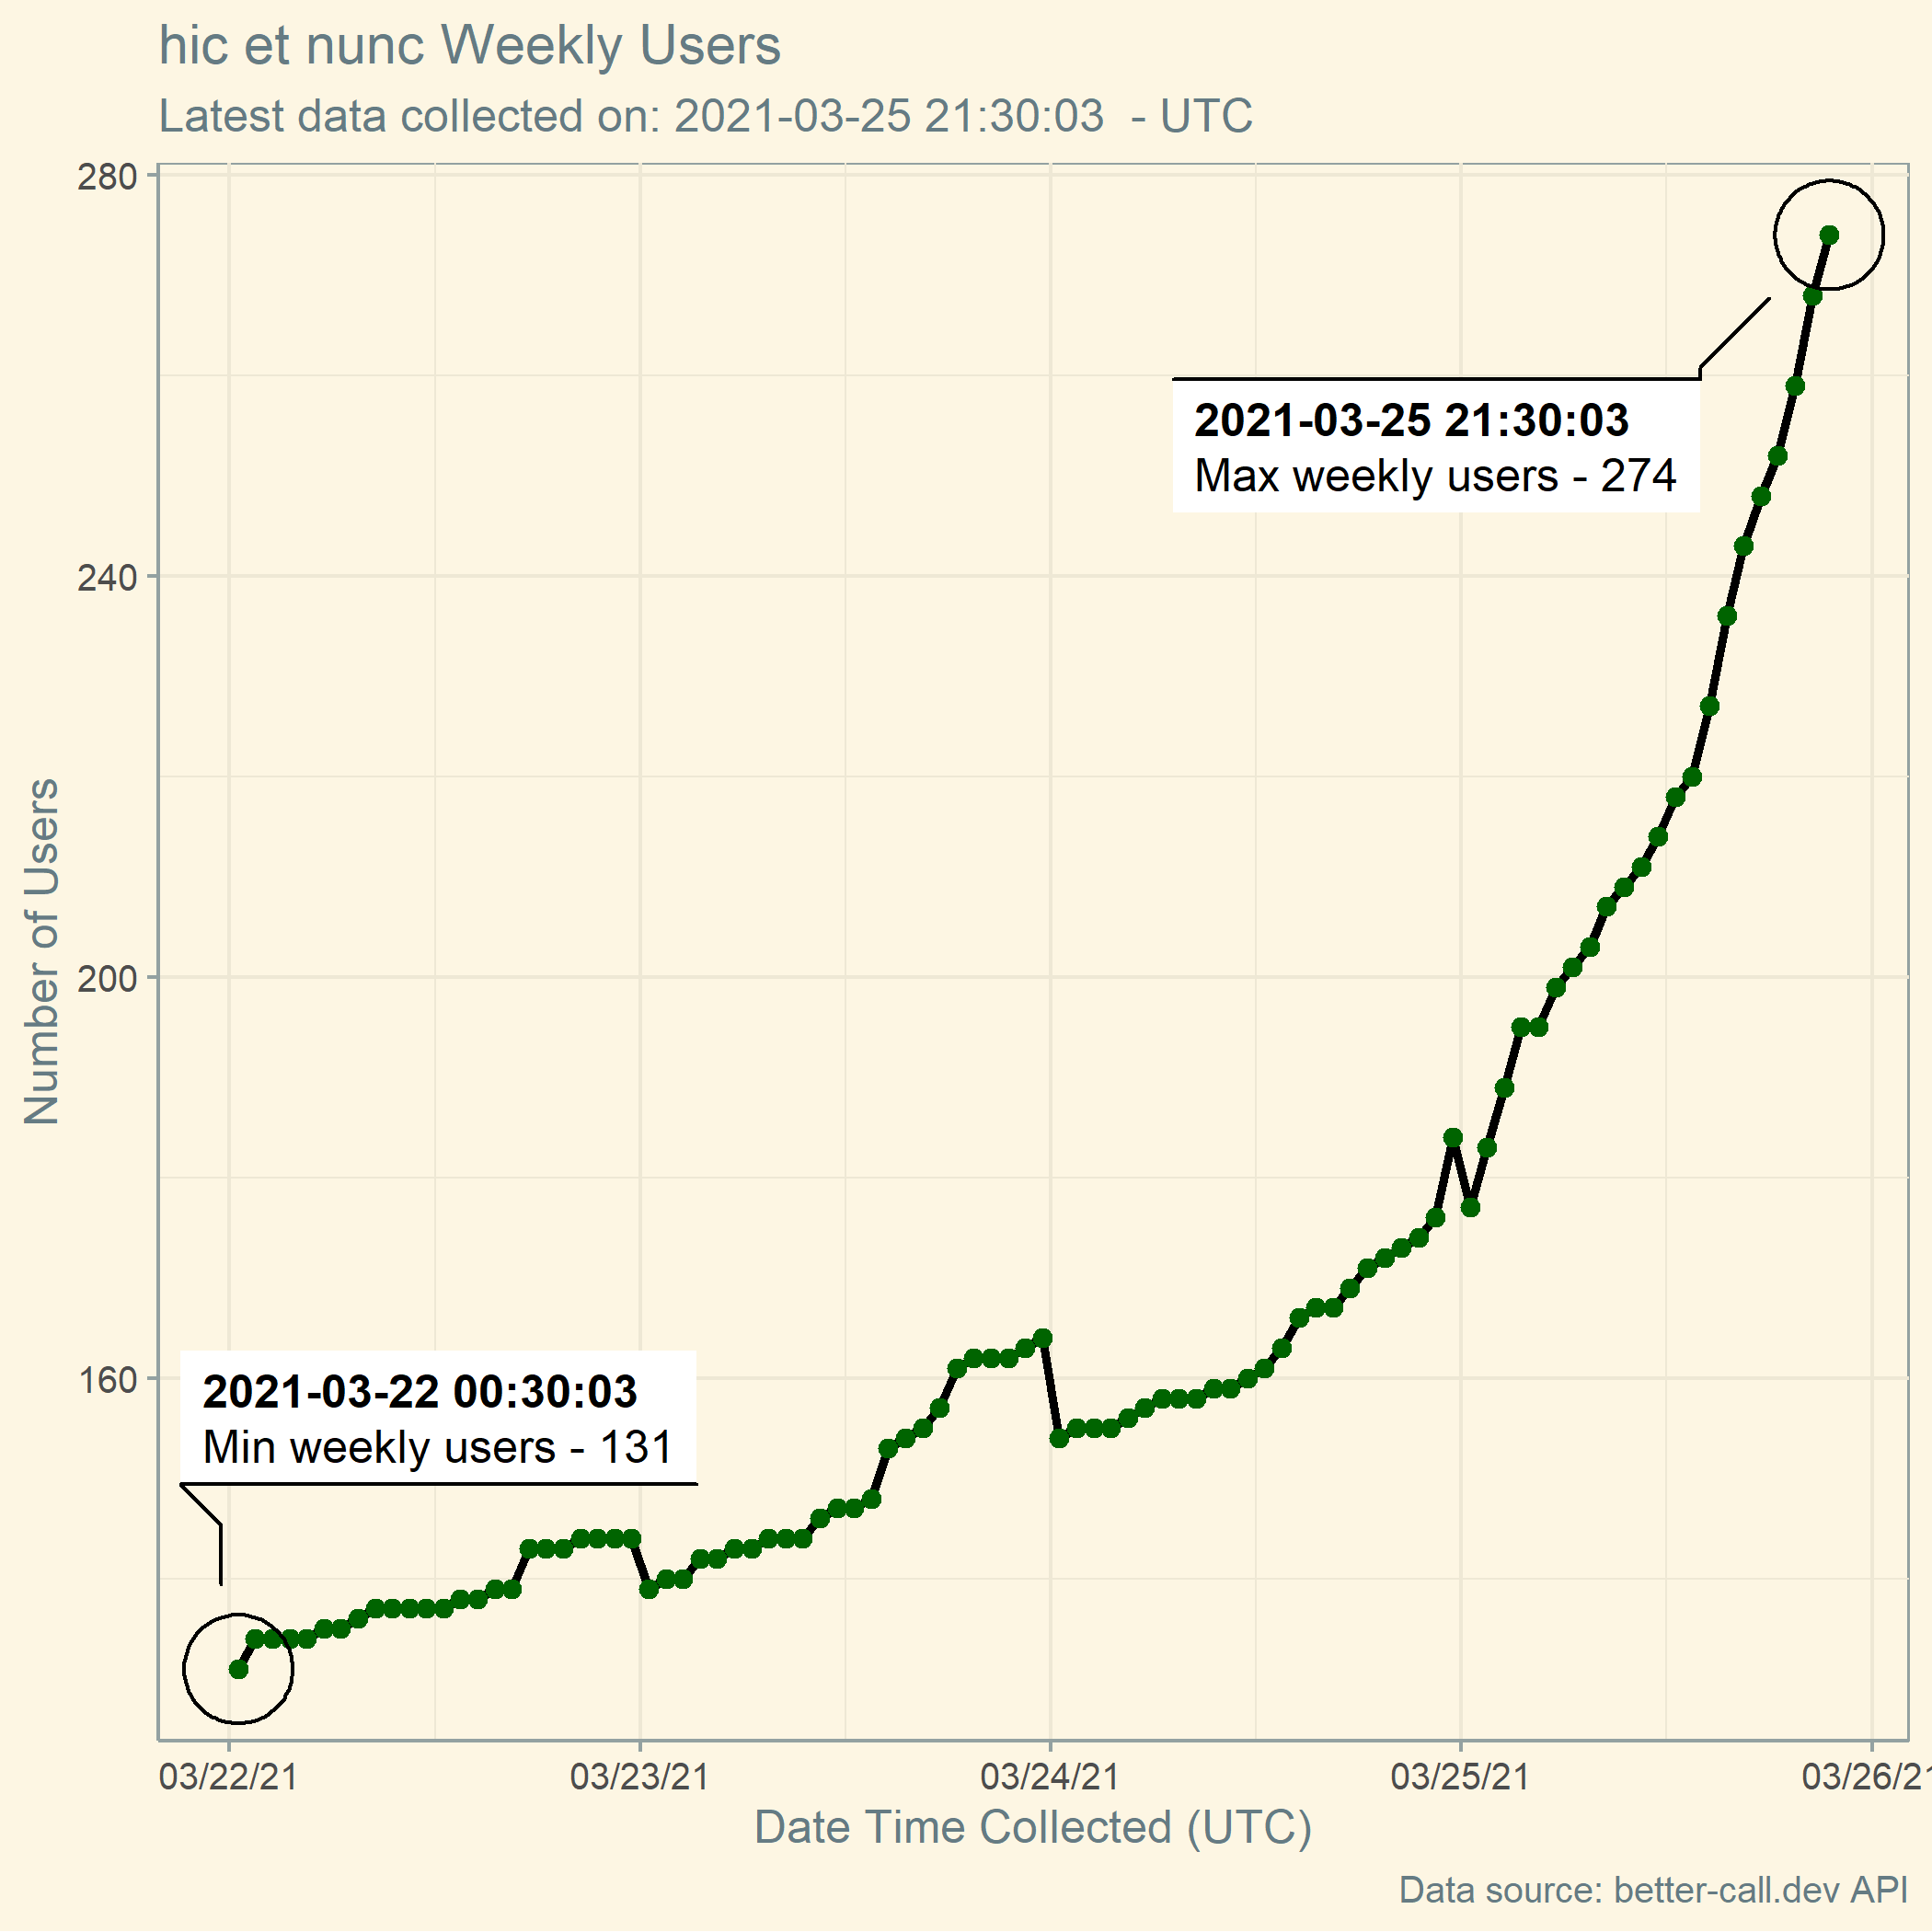 hic et nunc Weekly Users
Latest data collected on: 2021-03-25 21:30:03  - UTC
280
240
200
160
Number of Users
2021-03-25 21:30:03
Max weekly users - 274
2021-03-22 00:30:03
Min weekly users - 131
03/22/21
03/23/21
03/24/21
03/25/21
03/26/21
Date Time Collected (UTC)
Data source: better-call.dev API